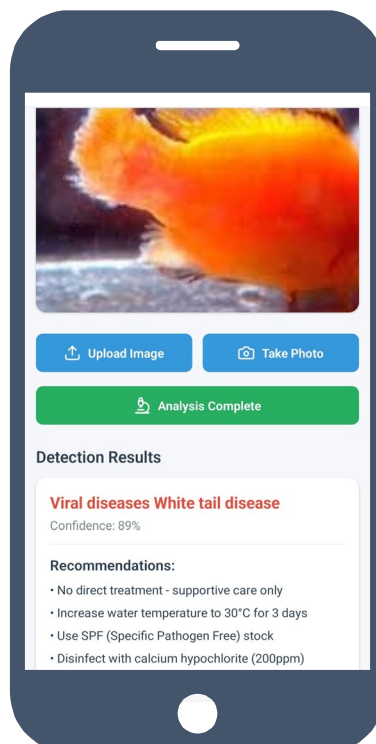 Upload Image
Take Photo
Analysis Complete
Detection Results
Viral diseases White tail disease
Confidence: 89%
Recommendations:
• No direct treatment - supportive care only
• Increase water temperature to 30°C for 3 days
• Use SPF (Specific Pathogen Free) stock
• Disinfect with calcium hypochlorite (200ppm)